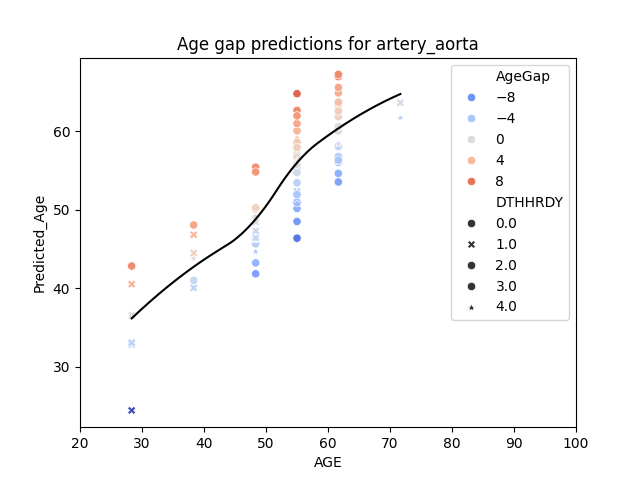 Age gap predictions for artery_aorta
AgeGap
−8
−4
0
4
8
DTHHRDY
0.0
1.0
2.0
3.0
4.0
Predicted_Age
60
50
40
30
20 30 40 50 60 70 80 90 100
AGE